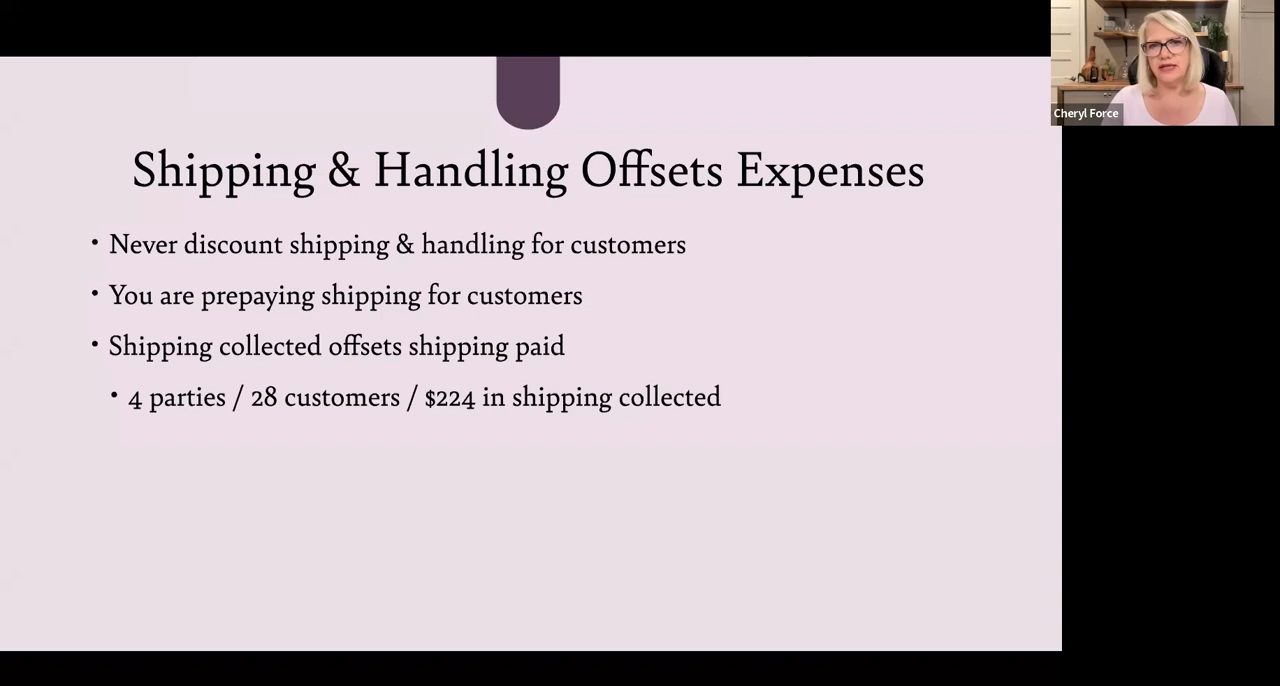 Shipping & Handling Offsets Expenses
• Never discount shipping & handling for customers
• You are prepaying shipping for customers
• Shipping collected offsets shipping paid
• 4 parties / 28 customers / $224 in shipping collected
Cheryl Force